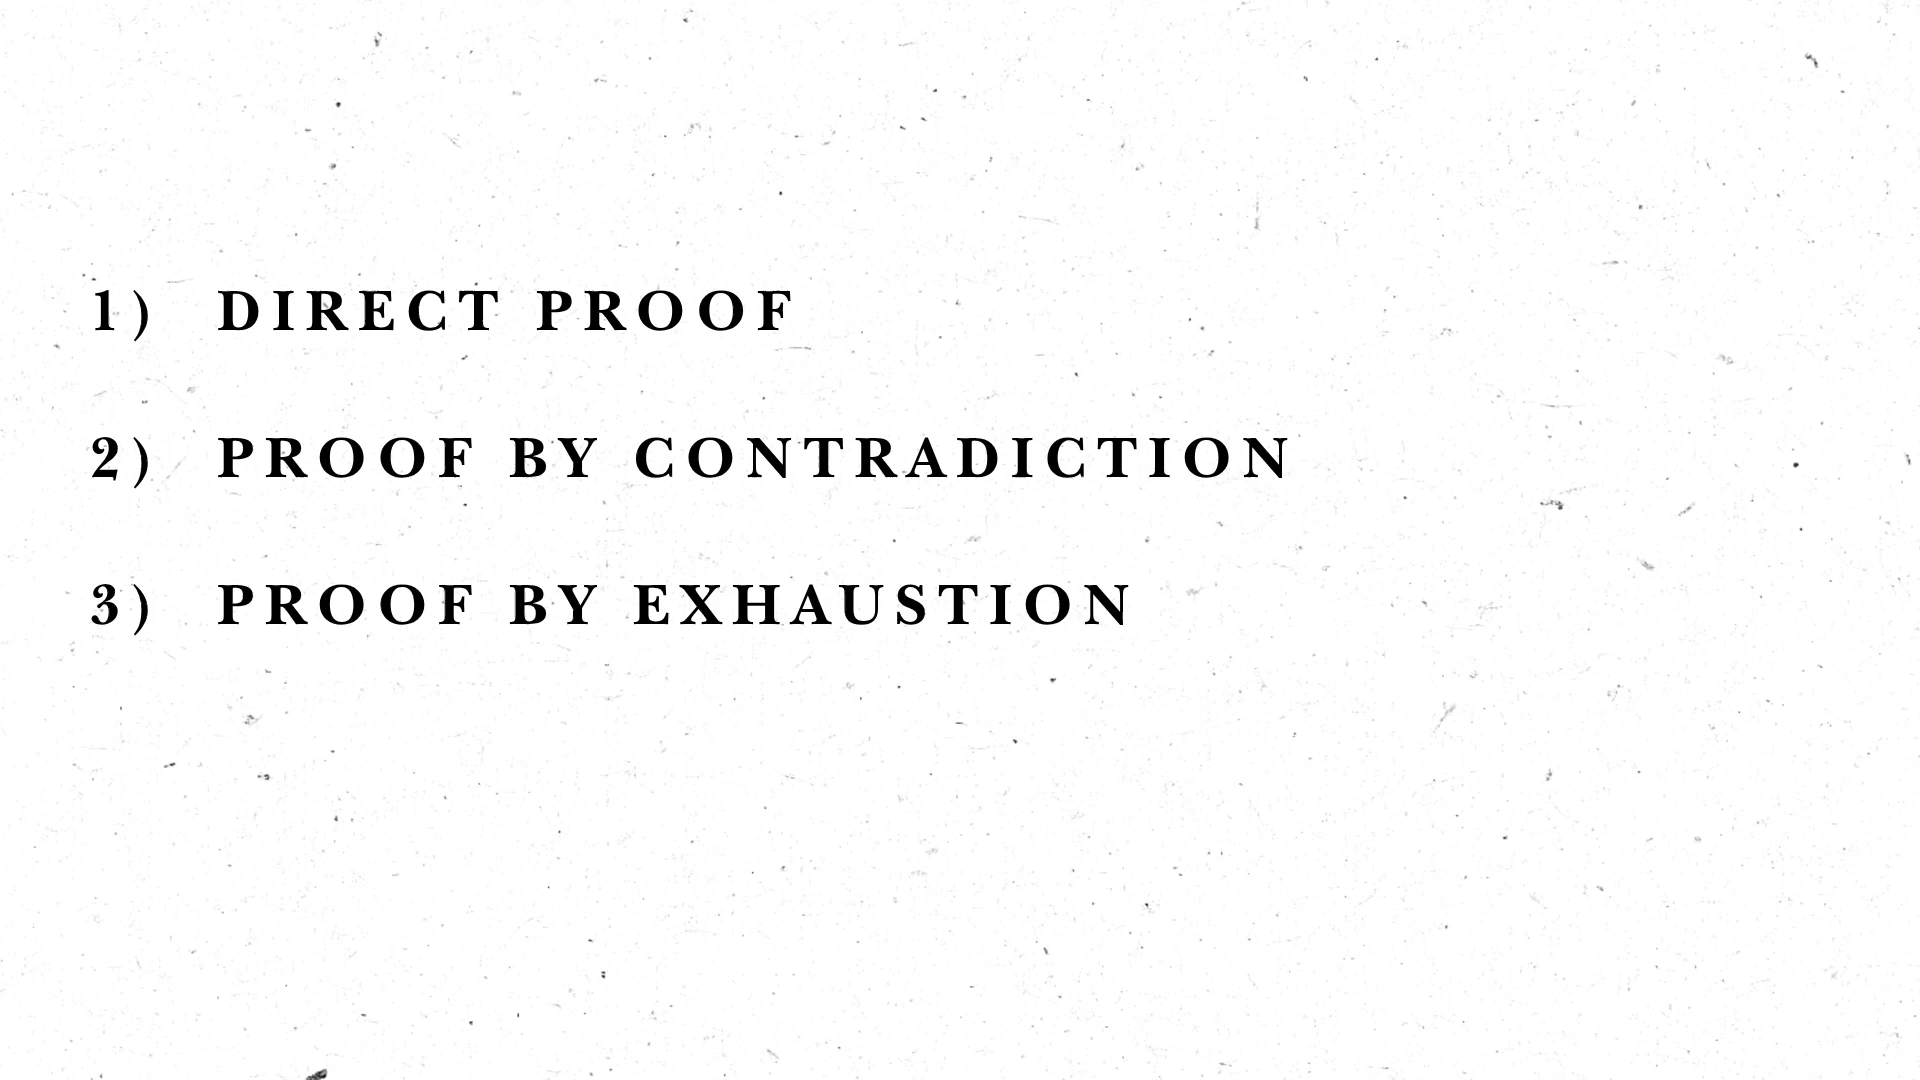 1) DIRECT PROOF
2) PROOF BY CONTRADICTION
3) PROOF BY EXHAUSTION